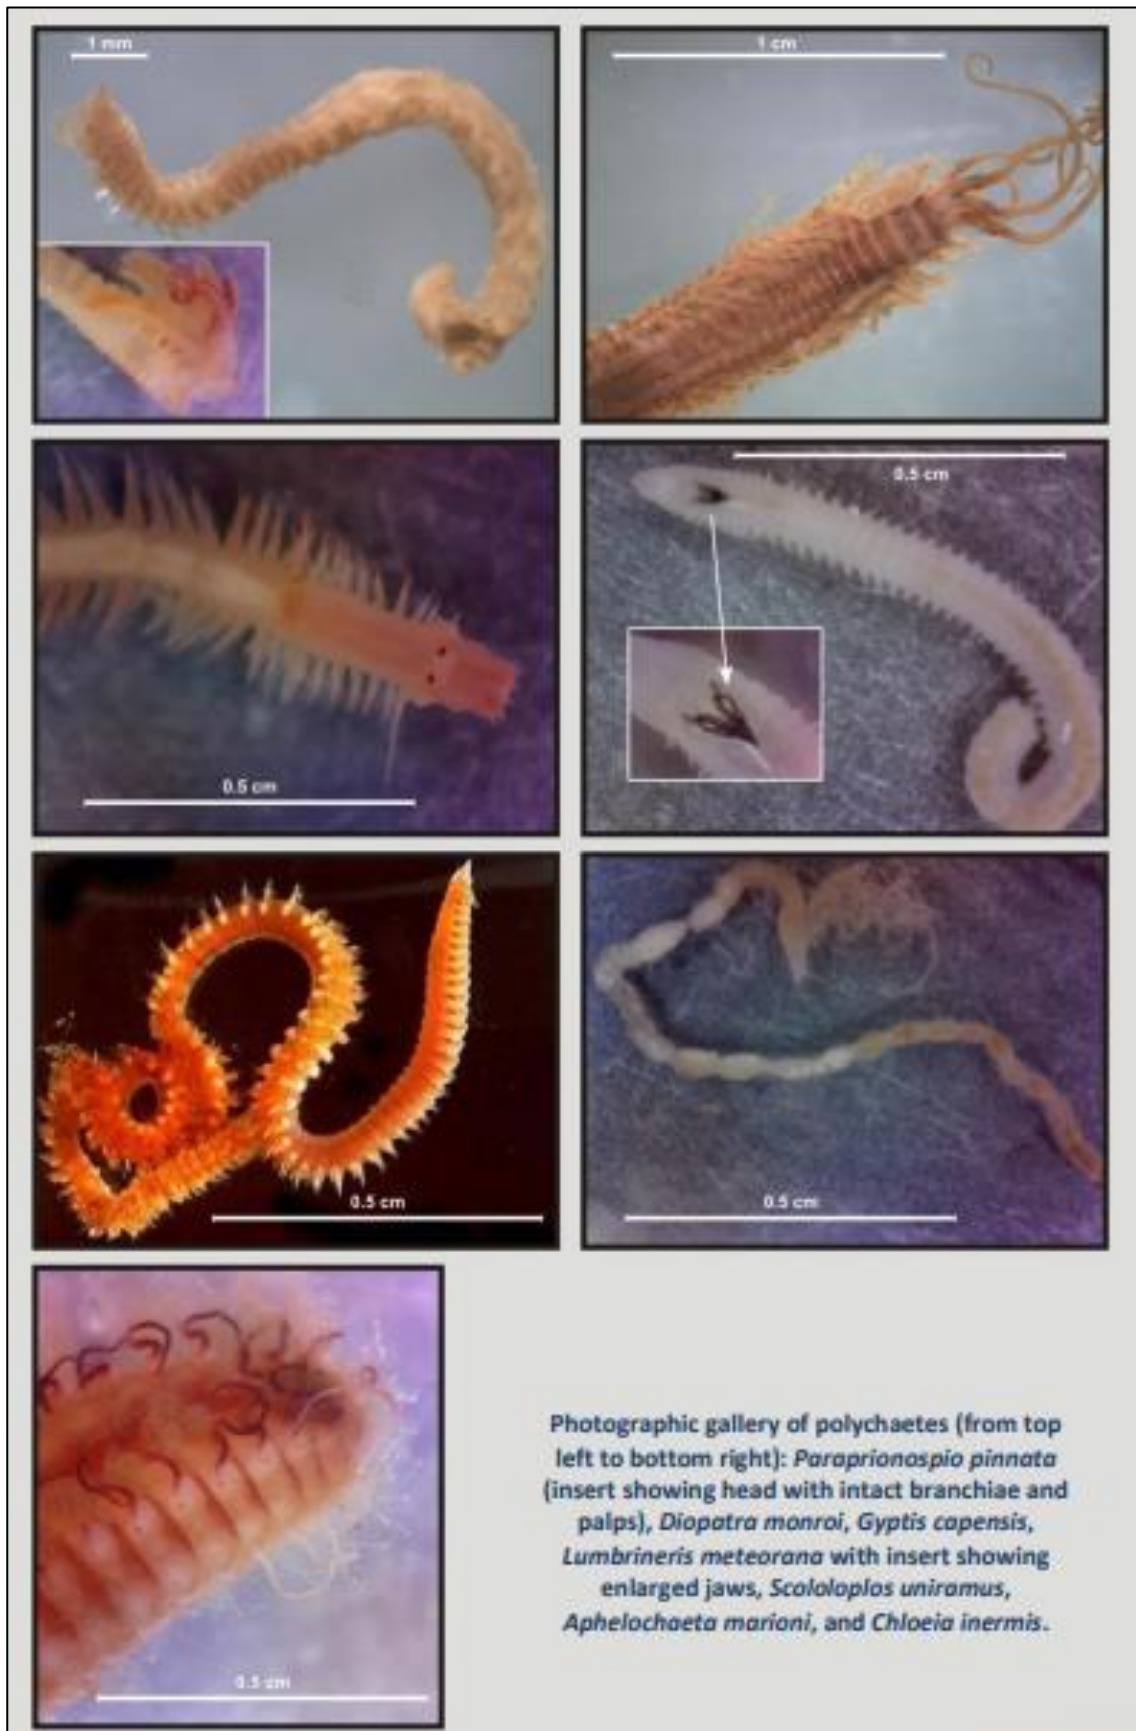 1 mm
1 cm
0.5 cm
0.5 cm
0.5 cm
0.5 cm
0.5 cm
Photographic gallery of polychaetes (from top
left to bottom right): Paraprionospio pinnata
(insert showing head with intact branchiae and
palps), Diopatra monroi, Gyptis capensis,
Lumbrineris meteorana with insert showing
enlarged jaws, Scololoplos uniramus,
Aphelochaeta marioni, and Chloeia inermis.